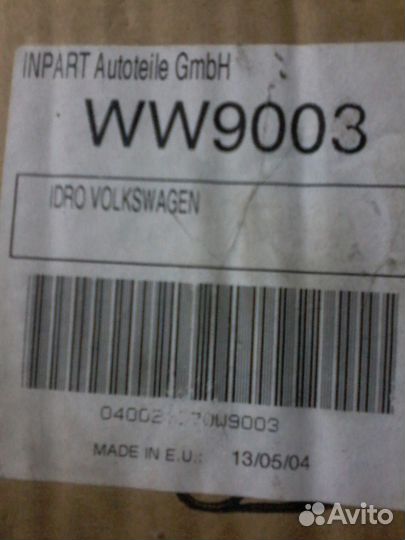 INPART Autoteile GmbH
WW9003
IDRO VOLKSWAGEN
MADE IN E.U.: 13/05/04
Avito